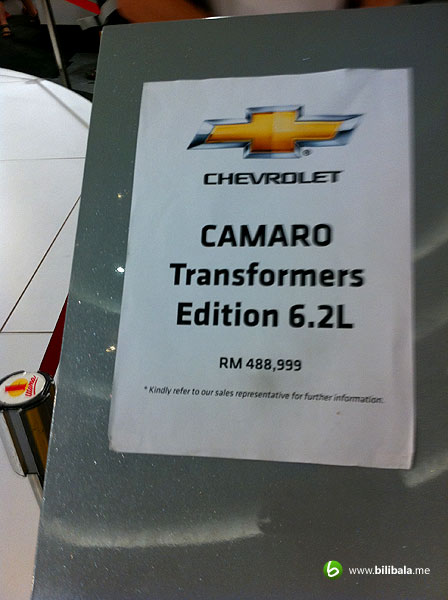 CHEVROLET
CAMARO
Transformers
Edition 6.2L
RM 488,999
* Kindly refer to our sales representative for further information.
www.bilibala.me